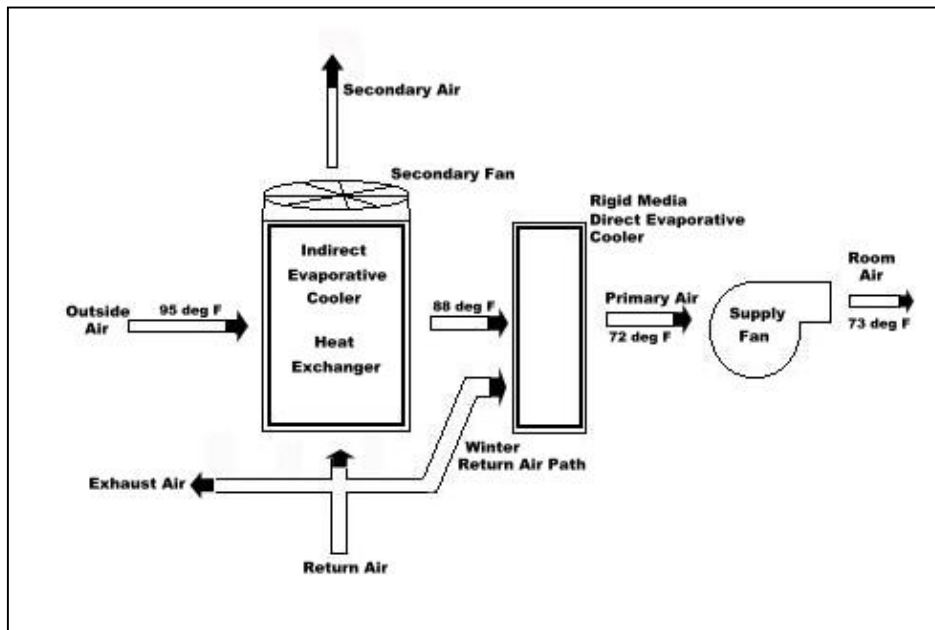 Secondary Air
Secondary Fan
Rigid Media
Direct Evaporative
Cooler
Indirect
Evaporative
Cooler
Heat
Exchanger
Outside
Air
95 deg F
88 deg F
Primary Air
72 deg F
Supply
Fan
Room
Air
73 deg F
Winter
Return Air Path
Exhaust Air
Return Air